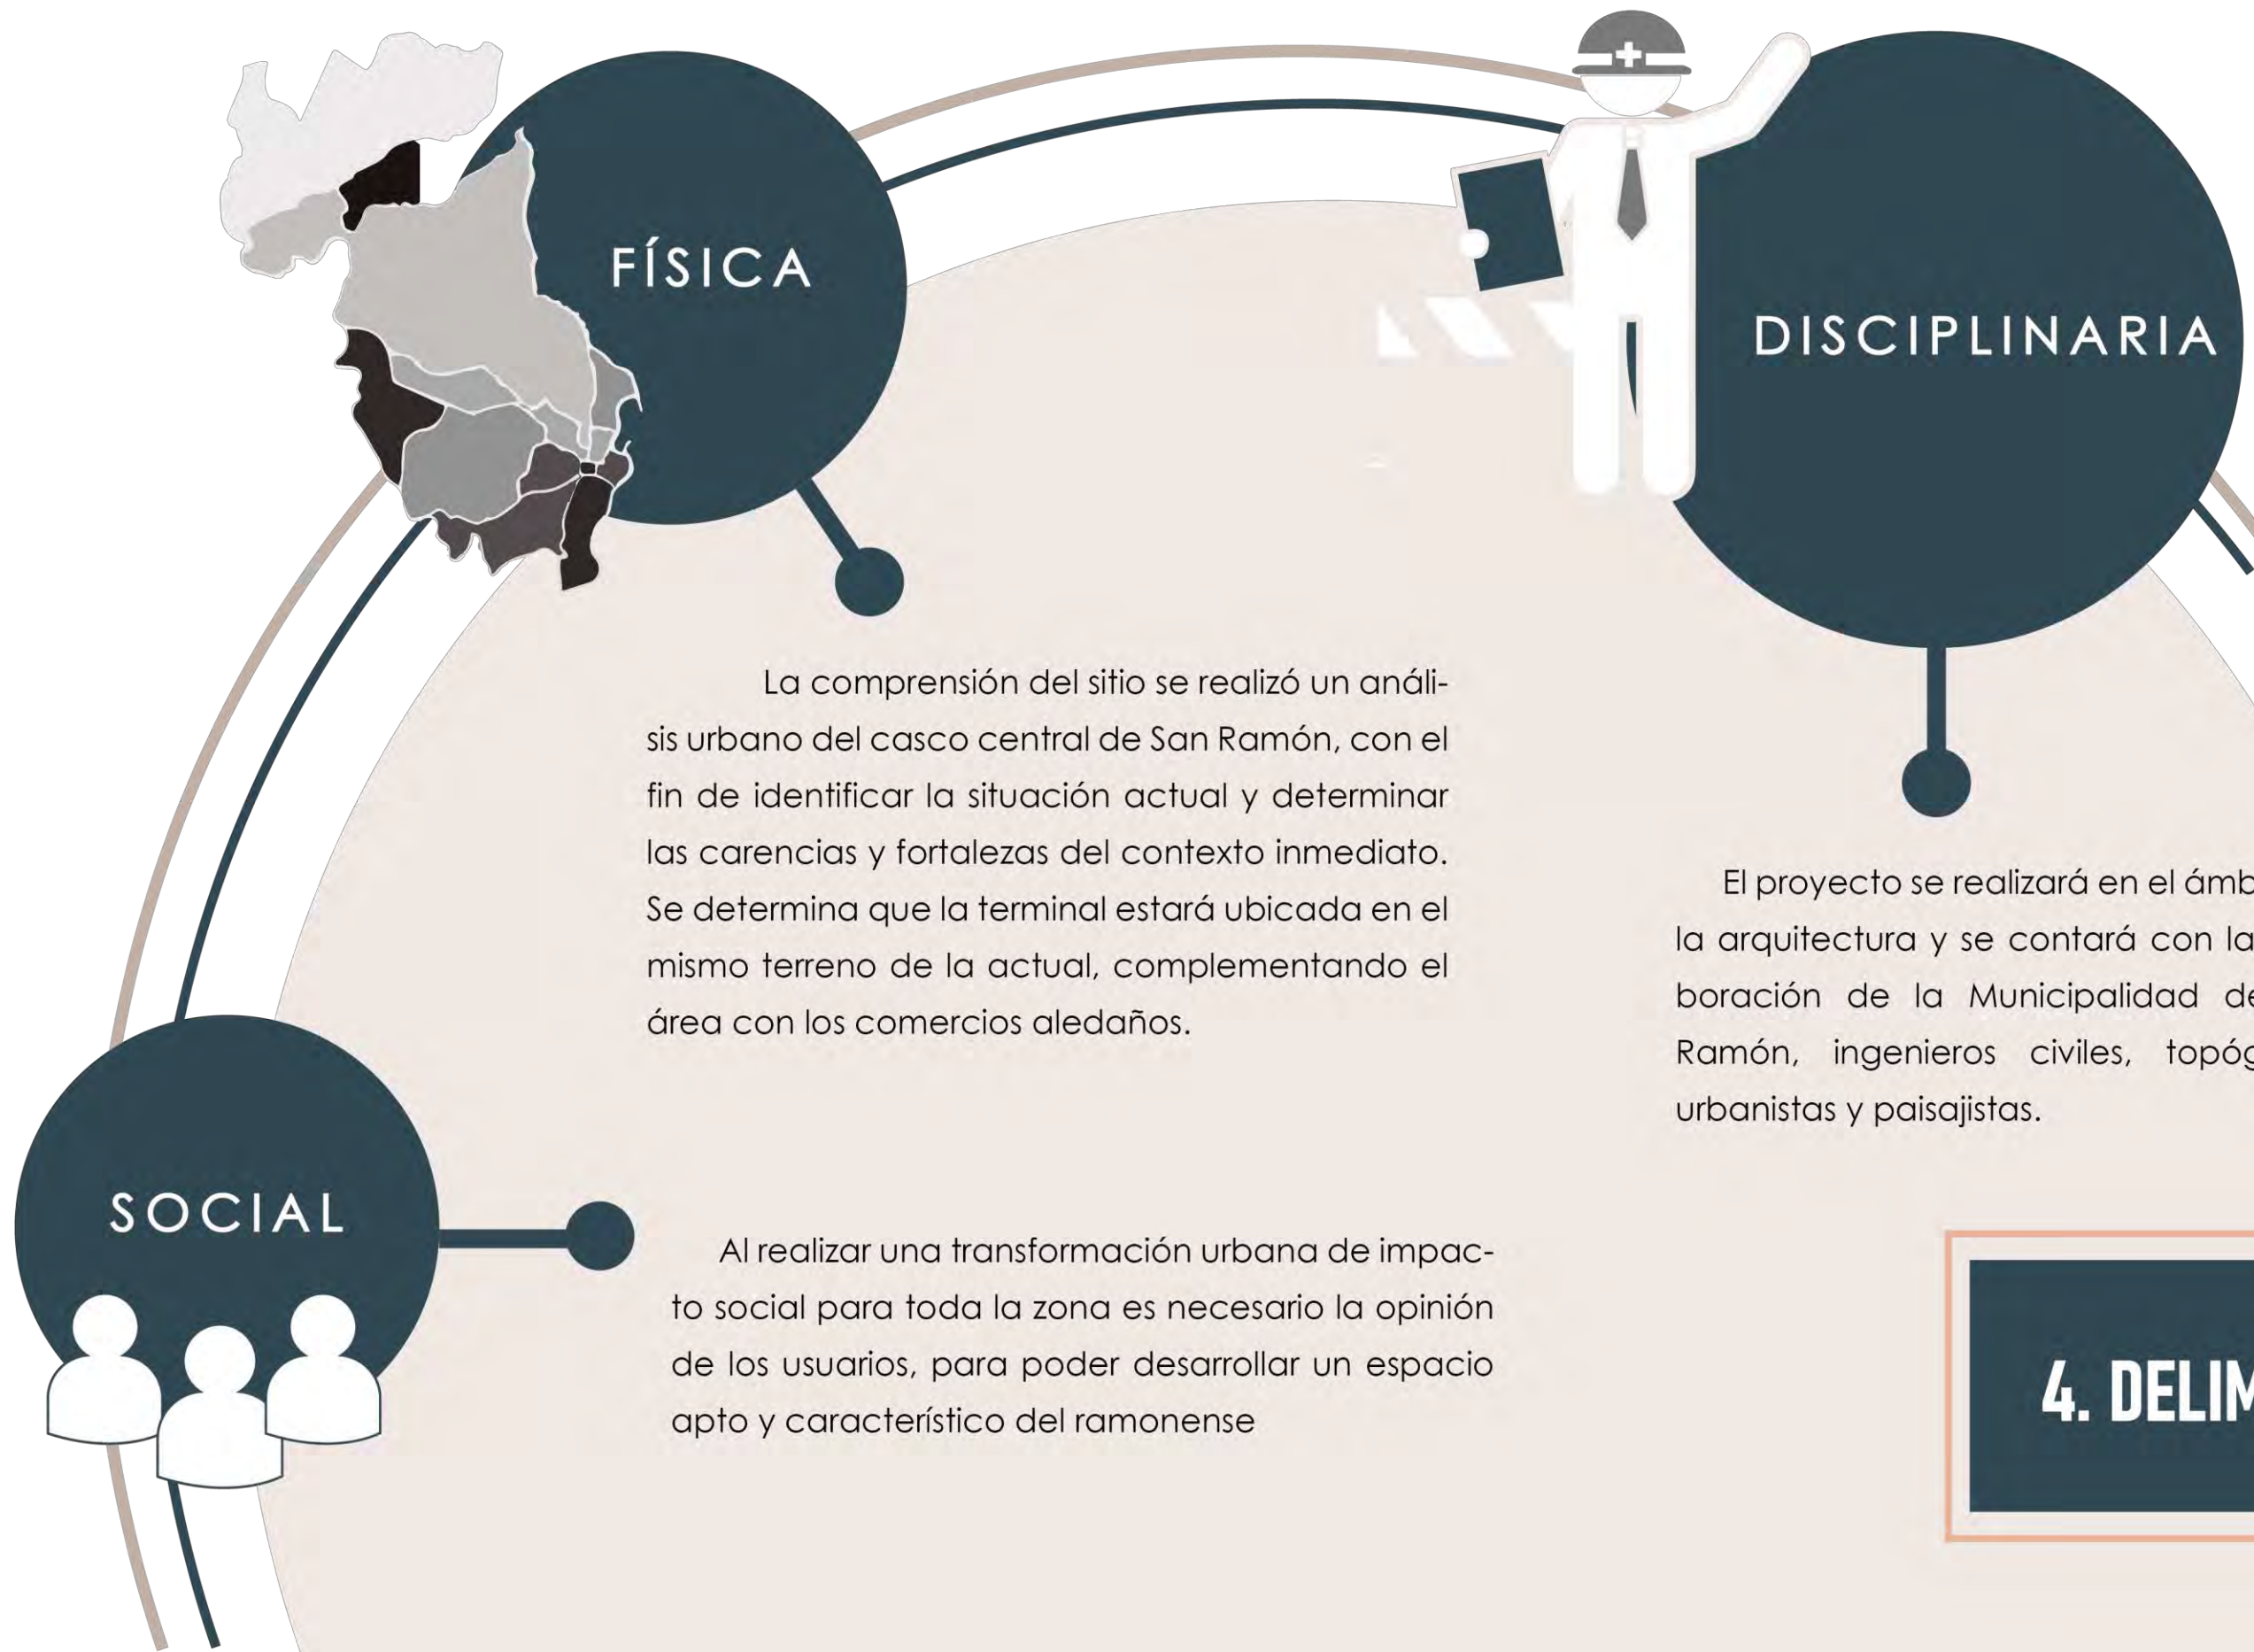 FÍSICA
La comprensión del sitio se realizó un análi-
sis urbano del casco central de San Ramón, con el
fin de identificar la situación actual y determinar
las carencias y fortalezas del contexto inmediato.
Se determina que la terminal estará ubicada en el
mismo terreno de la actual, complementando el
área con los comercios aledaños.
DISCIPLINARIA
El proyecto se realizará en el
la arquitectura y se contará con la
boración de la Municipalidad
Ramón, ingenieros civiles,
urbanistas y paisajistas.
SOCIAL
Al realizar una transformación urbana de impac-
to social para toda la zona es necesario la opinión
de los usuarios, para poder desarrollar un espacio
apto y característico del ramonense
4.